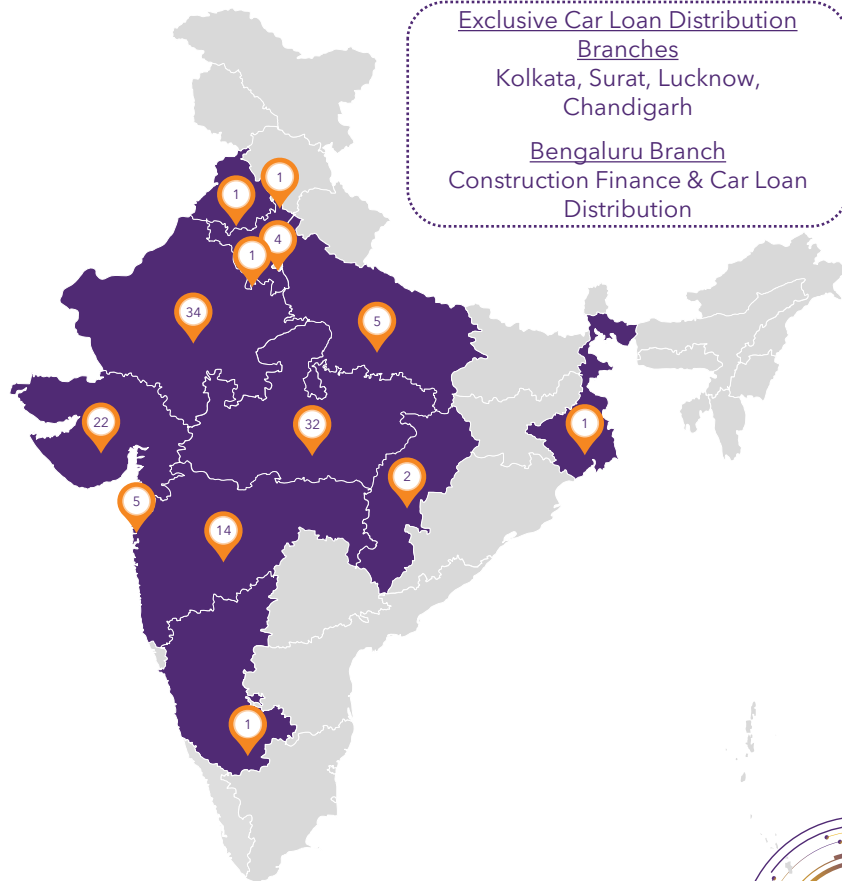 Exclusive Car Loan Distribution
Branches
Kolkata, Surat, Lucknow,
Chandigarh
Bengaluru Branch
Construction Finance & Car Loan
Distribution
1
1
4
1
34
5
22
32
1
2
5
14
1